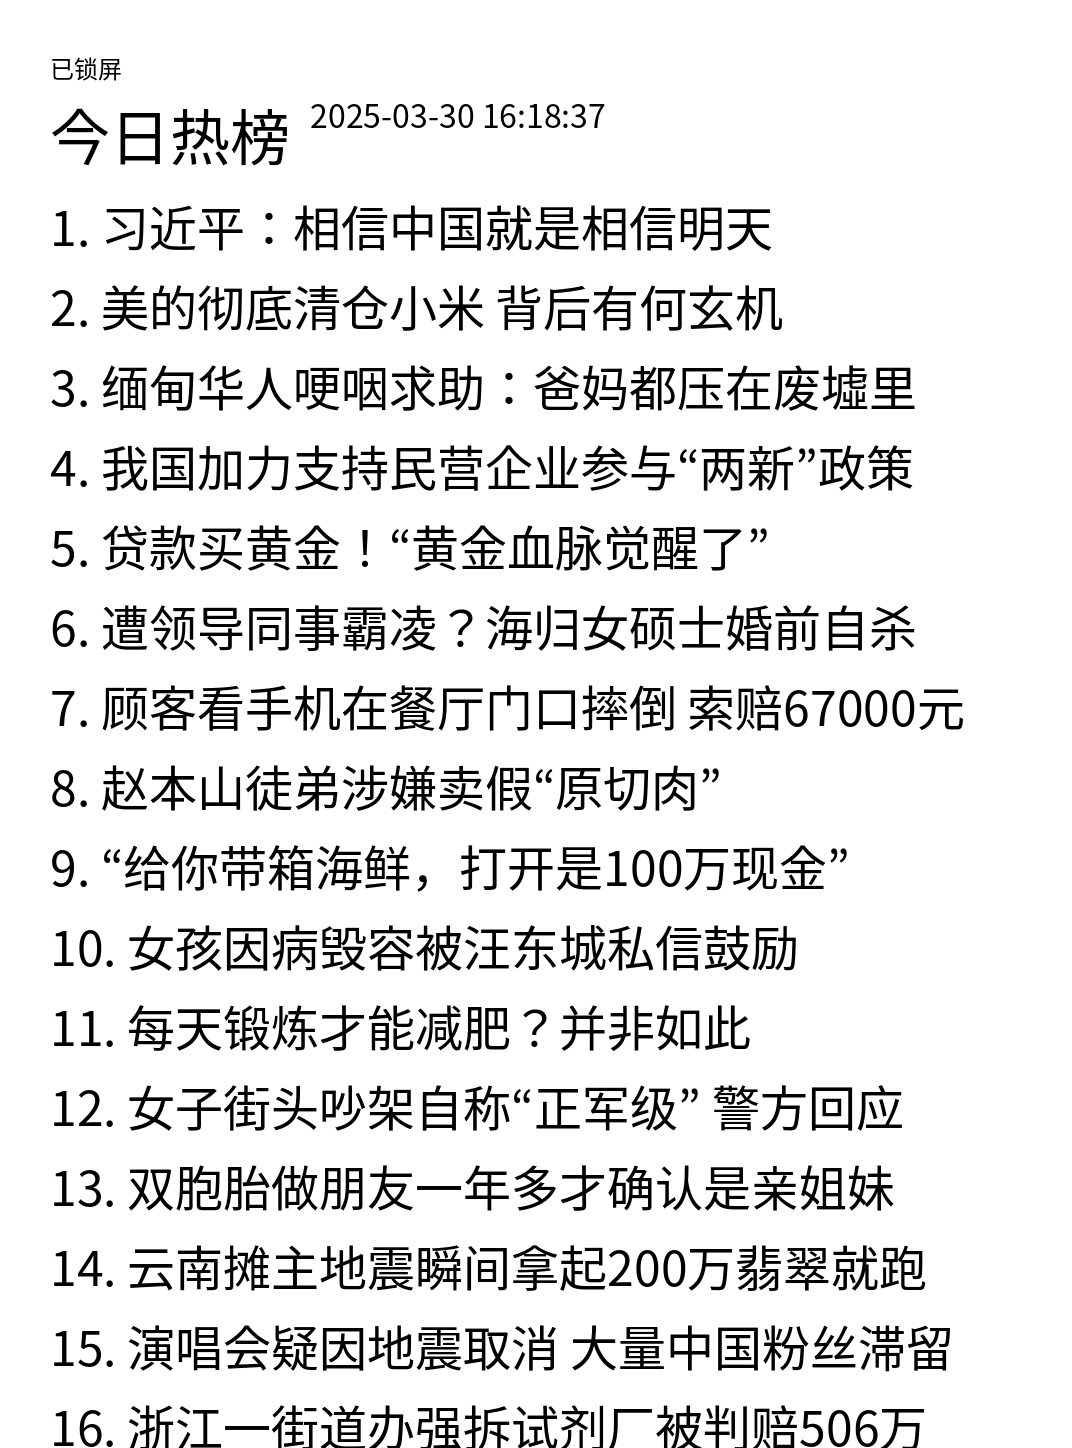 已锁屏
今日热榜 2025-03-30 16:18:37
1. 习近平：相信中国就是相信明天
2. 美的彻底清仓小米 背后有何玄机
3. 缅甸华人哽咽求助：爸妈都压在废墟里
4. 我国加力支持民营企业参与“两新”政策
5. 贷款买黄金！“黄金血脉觉醒了”
6. 遭领导同事霸凌？海归女硕士婚前自杀
7. 顾客看手机在餐厅门口摔倒 索赔67000元
8. 赵本山徒弟涉嫌卖假“原切肉”
9. “给你带箱海鲜，打开是100万现金”
10. 女孩因病毁容被汪东城私信鼓励
11. 每天锻炼才能减肥？并非如此
12. 女子街头吵架自称“正军级” 警方回应
13. 双胞胎做朋友一年多才确认是亲姐妹
14. 云南摊主地震瞬间拿起200万翡翠就跑
15. 演唱会疑因地震取消 大量中国粉丝滞留
16. 浙江一街道办强拆试剂厂被判赔506万